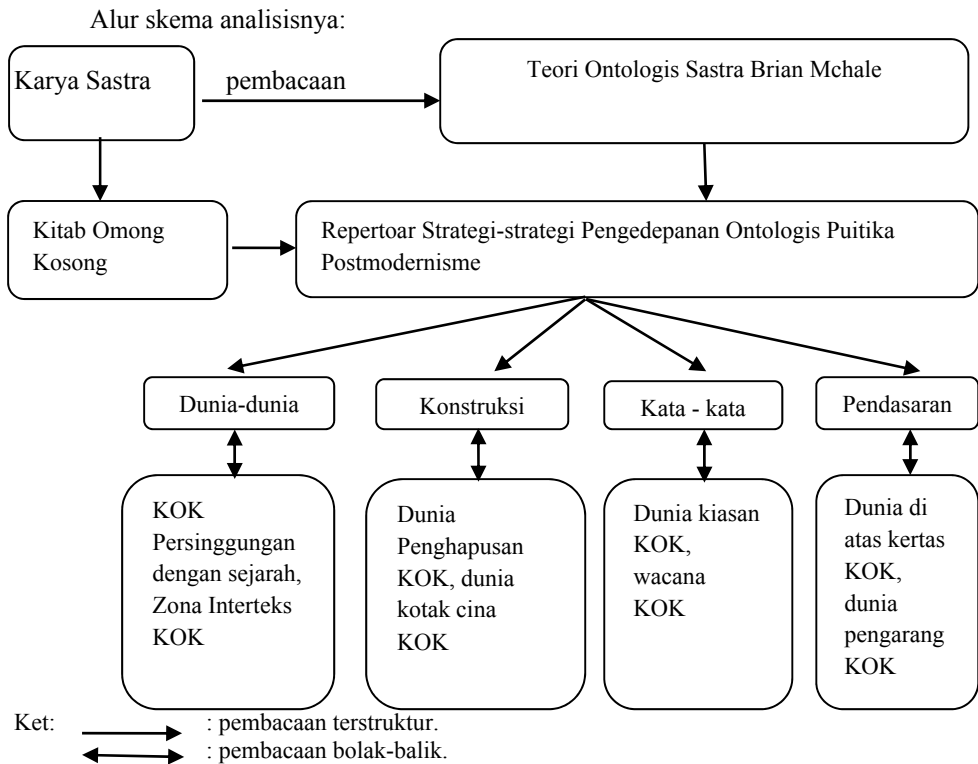 Alur skema analisisnya:
Karya Sastra
pembacaan
Teori Ontologis Sastra Brian Mchale
Kitab Omong
Kosong
Repertoar Strategi-strategi Pengedepanan Ontologis Puitika
Postmodernisme
Dunia-dunia
Konstruksi
Kata - kata
Pendasaran
KOK
Persinggungan
dengan sejarah,
Zona Interteks
KOK
Dunia
Penghapusan
KOK, dunia
kotak cina
KOK
Dunia kiasan
KOK,
wacana
KOK
Dunia di
atas kertas
KOK,
dunia
pengarang
KOK
Ket:
: pembacaan terstruktur.
: pembacaan bolak-balik.